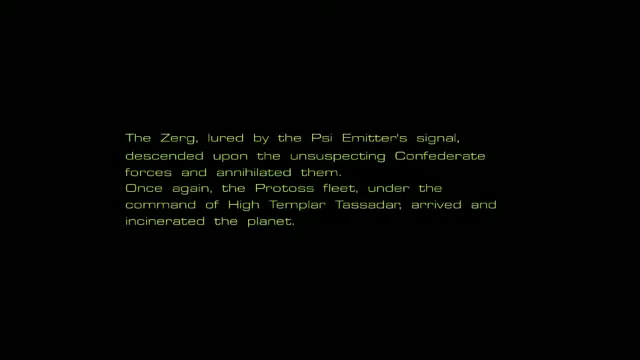 The Zerg, lured by the Psi Emitter's signal,
descended upon the unsuspecting Confederate
forces and annihilated them.
Once again, the Protoss fleet, under the
command of High Templar Tassadar, arrived and
incinerated the planet.